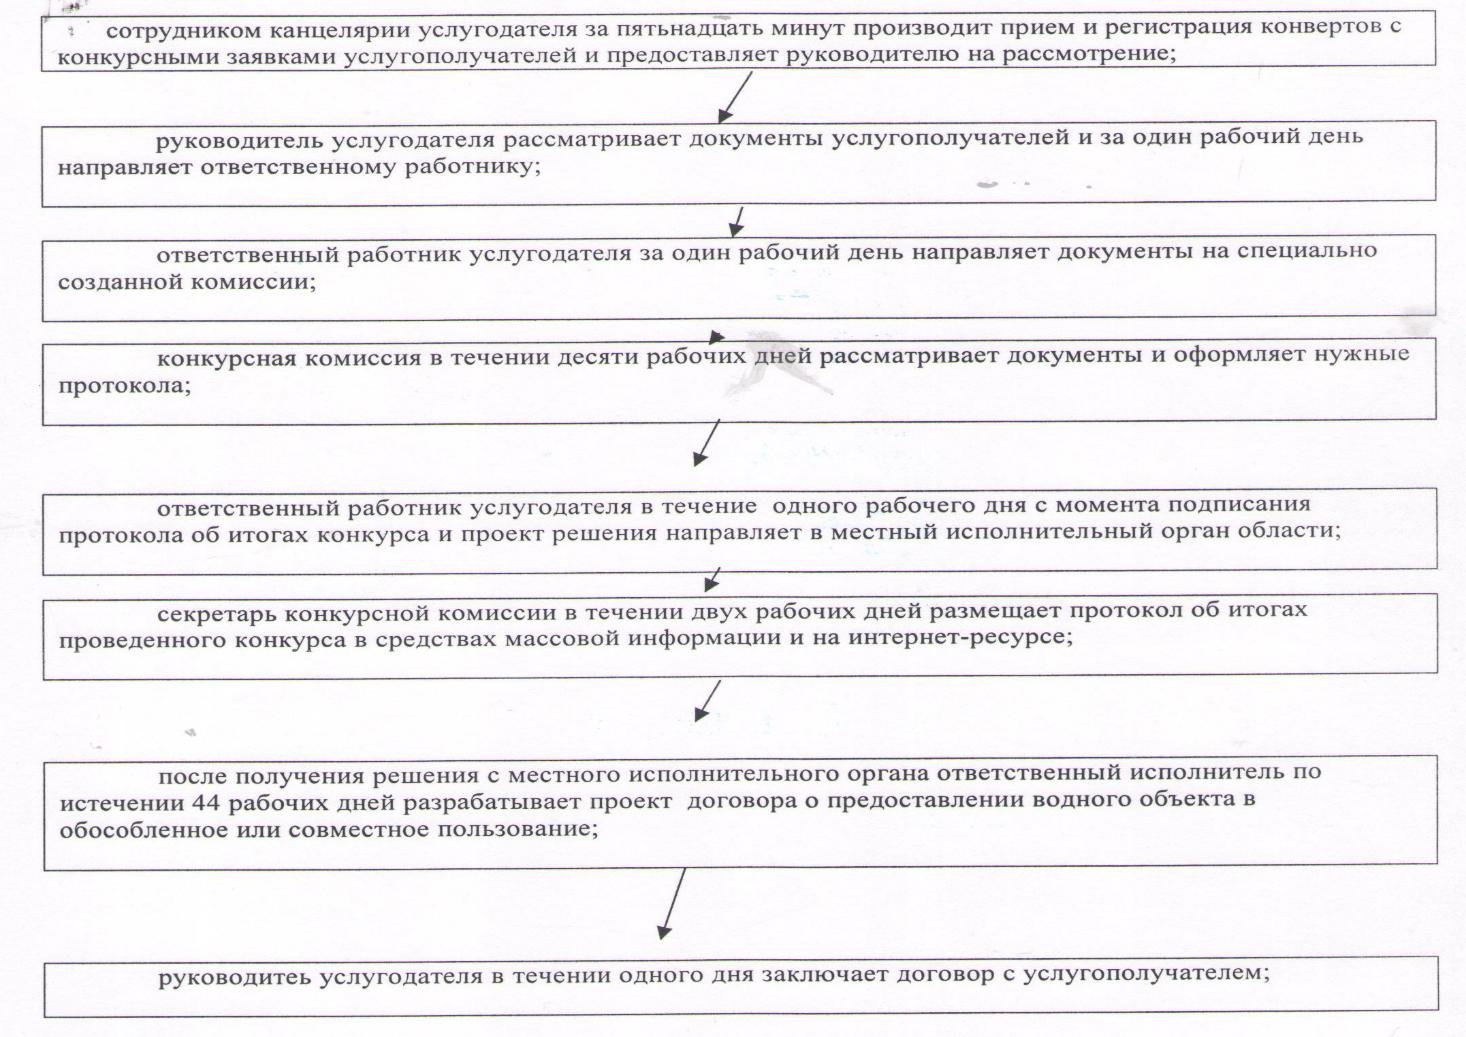 сотрудником канцелярии услугодателя за пятьнадцать минут производит прием и регистрация конвертов с
конкурсными заявками услугополучателей и предоставляет руководителю на рассмотрение;
руководитель услугодателя рассматривает документы услугополучателей и за один рабочий день
направляет ответственному работнику;
ответственный работник услугодателя за один рабочий день направляет документы на специально
созданной комиссии;
конкурсная комиссия в течении десяти рабочих дней рассматривает документы и оформляет нужные
протокола;
ответственный работник услугодателя в течение одного рабочего дня с момента подписания
протокола об итогах конкурса и проект решения направляет в местный исполнительный орган области;
секретарь конкурсной комиссии в течении двух рабочих дней размещает протокол об итогах
проведенного конкурса в средствах массовой информации и на интернет-ресурсе;
после получения решения с местного исполнительного органа ответственный исполнитель по
истечении 44 рабочих дней разрабатывает проект договора о предоставлении водного объекта в
обособленное или совместное пользование;
руководитеь услугодателя в течении одного дня заключает договор с услугополучателем;